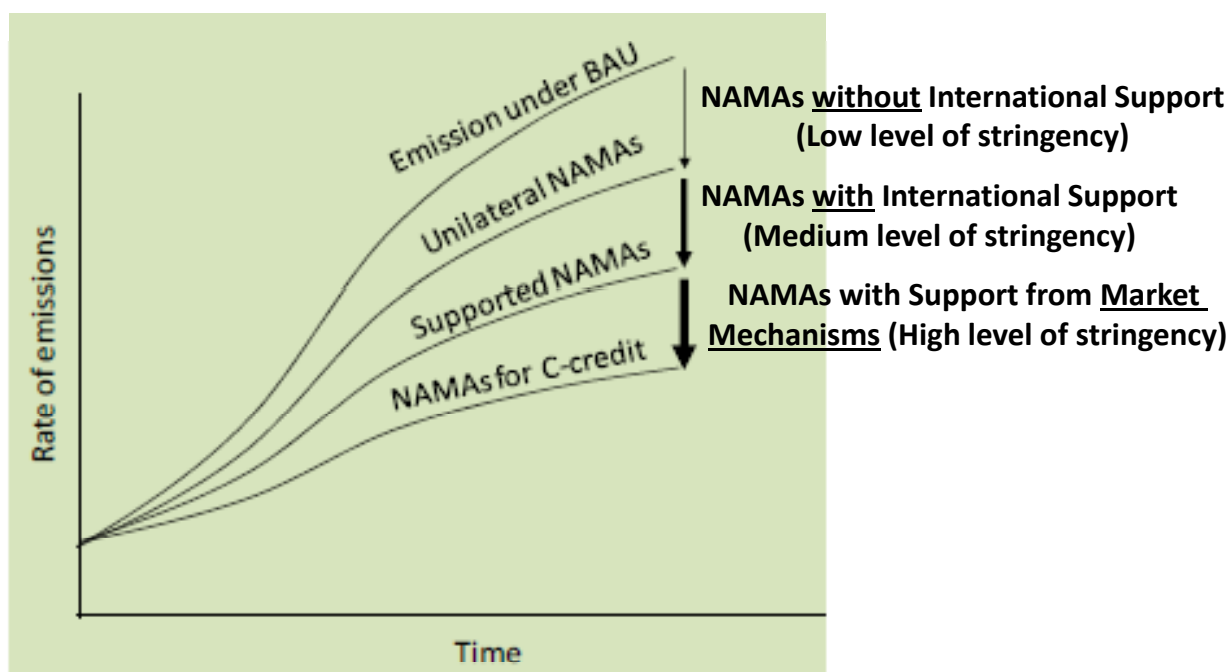 Emission under BAU
Unilateral NAMAs
Supported NAMAs
NAMAs for C-credit
Rate of emissions
Time
NAMAs without International Support
(Low level of stringency)
NAMAs with International Support
(Medium level of stringency)
NAMAs with Support from Market
Mechanisms (High level of stringency)